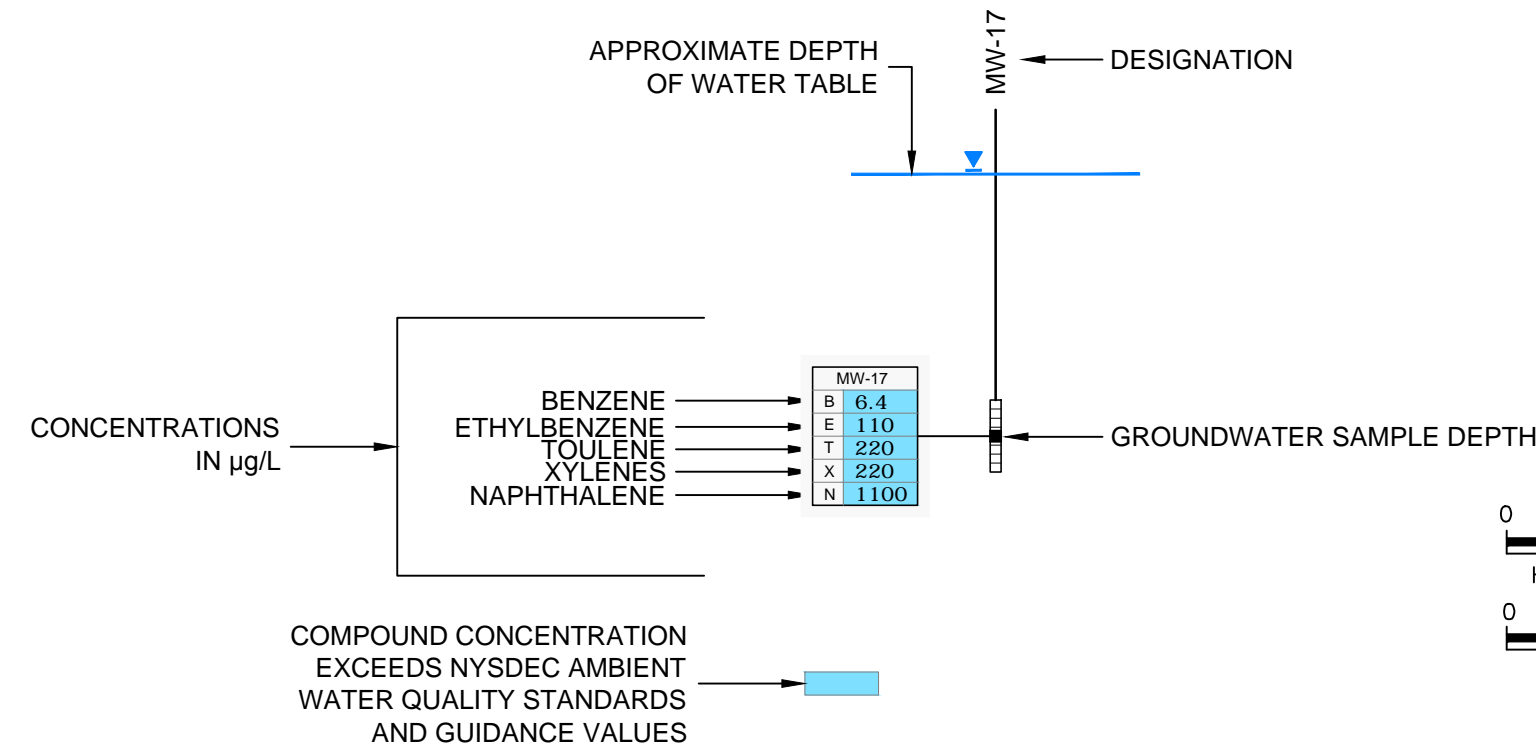 MW-17
APPROXIMATE DEPTH
OF WATER TABLE
DESIGNATION
CONCENTRATIONS
IN µg/L
BENZENE
ETHYLBENZENE
TOULENE
XYLENES
NAPHTHALENE
MW-17
B 6.4
E 110
T 220
X 220
N 1100
GROUNDWATER SAMPLE DEPTH
0
0
COMPOUND CONCENTRATION
EXCEEDS NYSDEC AMBIENT
WATER QUALITY STANDARDS
AND GUIDANCE VALUES